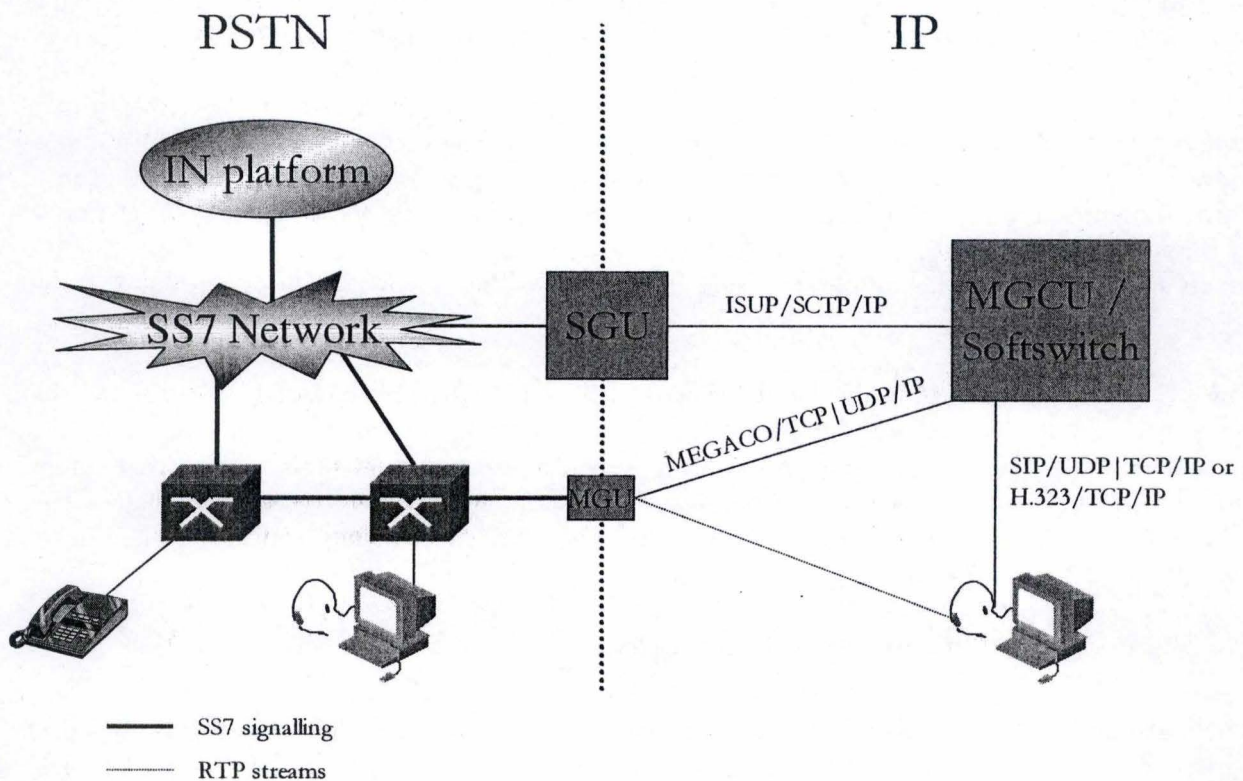 PSTN
IP
IN platform
SS7 Network
SGU
ISUP/SCTP/IP
MGCU /
Softswitch
MEGACO/TCP|UDP/IP
MGU
SIP/UDP|TCP/IP or
H.323/TCP/IP
SS7 signalling
RTP streams